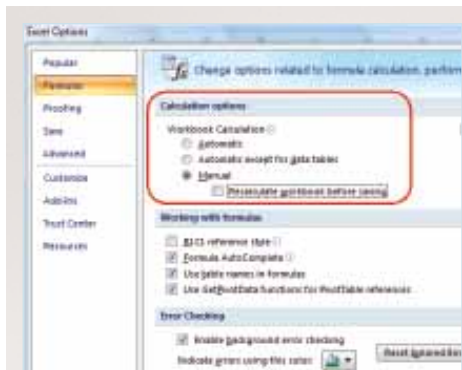 Excel Options
Popular
Formulas
Proofing
Save
Advanced
Customize
Add-Ins
Trust Center
Resources
Change options related to formula calculation, perform
Calculation options
Workbook Calculation
Automatic
Automatic except for data tables
Manual
Recalculate workbook before saving
Working with formulas
R1C1 reference style
Formula AutoComplete
Use table names in formulas
Use GetPivotData functions for PivotTable references
Error Checking
Enable background error checking
Indicate errors using this color:
Reset Ignored Err